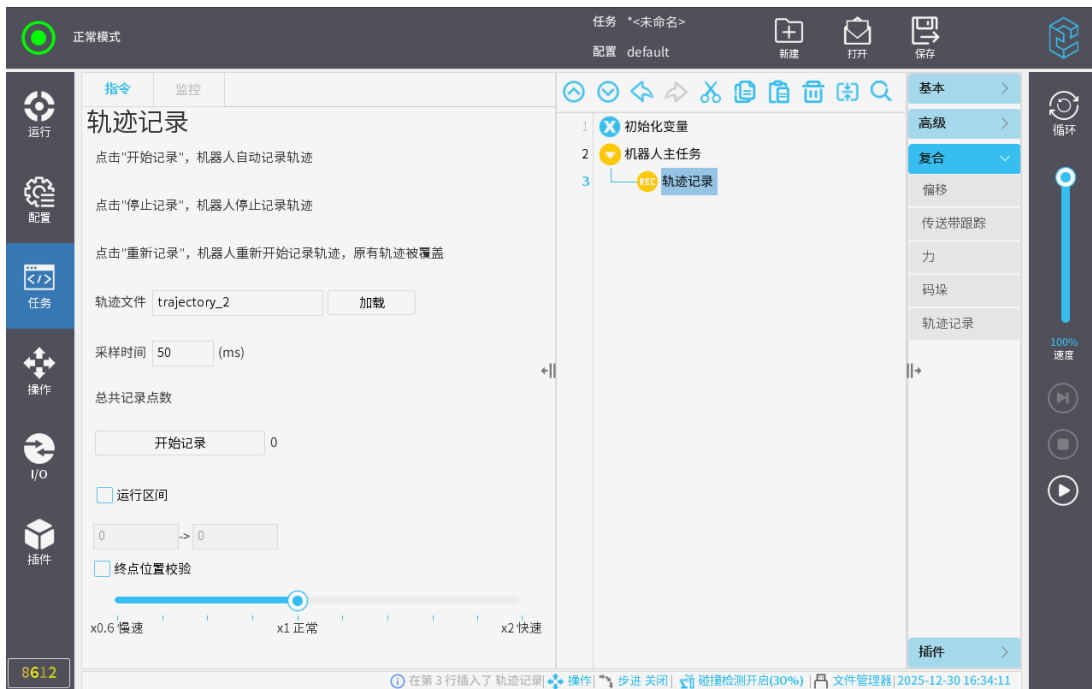 正常模式
任务 *<未命名>
配置 default
新建
打开
保存
运行
配置
任务
操作
I/O
插件
8612
指令
监控
轨迹记录
点击"开始记录"，机器人自动记录轨迹
点击"停止记录"，机器人停止记录轨迹
点击"重新记录"，机器人重新开始记录轨迹，原有轨迹被覆盖
轨迹文件 trajectory_2 加载
采样时间 50 (ms)
总共记录点数
开始记录 0
运行区间
0 -> 0
终点位置校验
x0.6 慢速 x1 正常 x2 快速
1 X 初始化变量
2 机器人主任务
3 REC 轨迹记录
基本
高级
复合
偏移
传送带跟踪
力
码垛
轨迹记录
插件
循环
100%
速度
在第 3 行插入了 轨迹记录| 操作| 步进 关闭| 碰撞检测开启(30%) | 文件管理器| 2025-12-30 16:34:11